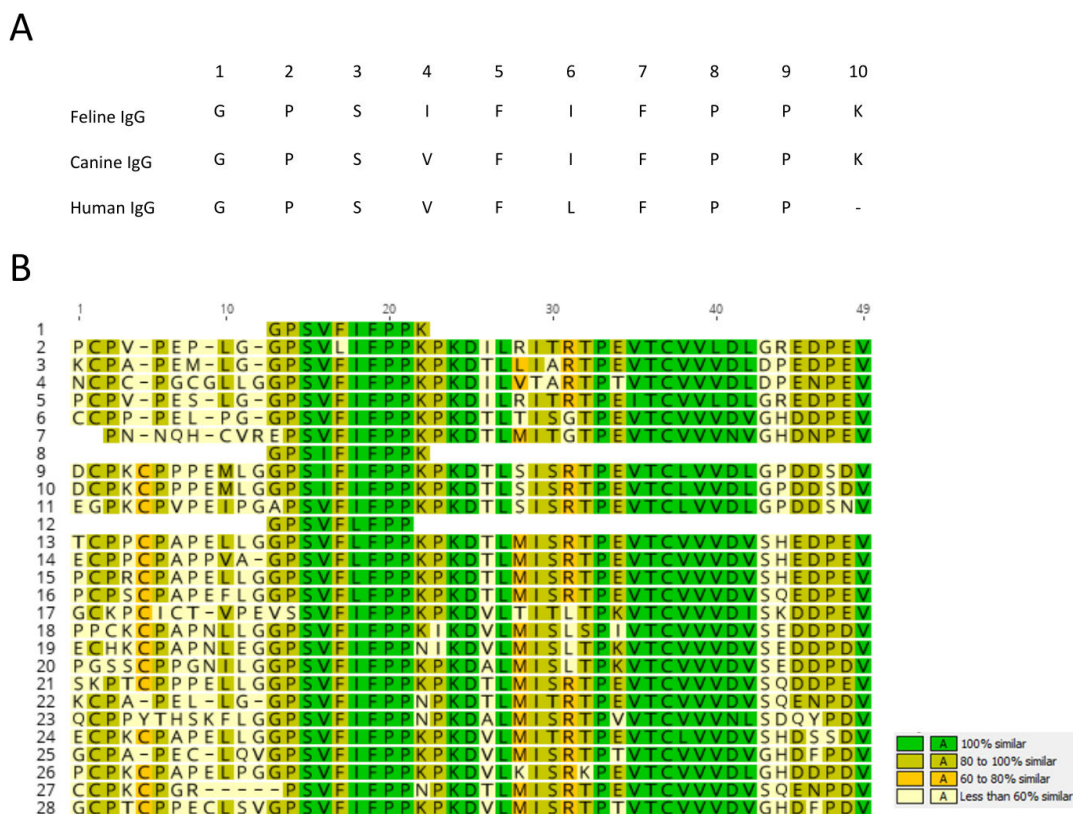 A
1 2 3 4 5 6 7 8 9 10
Feline IgG G P S I F I F P P K
Canine IgG G P S V F I F P P K
Human IgG G P S V F L F P P -
B
1 10 20 30 40 49
1 GPSVFIFPPK
2 PCPV-PEP-LG-GPSVLIFPPKPKDILRITRTPEVTCVVLDLGREDPEV
3 KCPA-PEM-LG-GPSVFIFPPKPKDTLLIARTPEVTCVVVDLDPEDPEV
4 NCPC-PGCGLLGGPSVFIFPPKPKDILVTARTPTVTCVVVDLDPENPEV
5 PCPV-PES-LG-GPSVFIFPPKPKDILRITRTPEITCVVLDLGREDPEV
6 CCPP-PEL-PG-GPSVFIFPPKPKDTLTISGTPEVTCVVVDVGHDDPEV
7 PN-NQH-CVREPSVFIFPPKPKDTLMITGTPEVTCVVVNVGHDNPEV
8 GPSIFIFPPK
9 DCPKCPPPEMLGGPSIFIFPPKPKDTLSISRTPEVTCLVVDLGPDDSDV
10 DCPKCPPPEMLGGPSIFIFPPKPKDTLSISRTPEVTCLVVDLGPDDSDV
11 EGPKCPVPEIPGAPSVFIFPPKPKDTLSISRTPEVTCLVVDLGPDDSNV
12 GPSVFLFPP
13 TCPPCPAPELLGGPSVFLFPPKPKDTLMISRTPEVTCVVVDVSHEDPEV
14 ECPPCPAPPVA-GPSVFLFPPKPKDTLMISRTPEVTCVVVDVSHEDPEV
15 PCPRCPAPELLGGPSVFLFPPKPKDTLMISRTPEVTCVVVDVSHEDPEV
16 PCPSCPAPEFLGGPSVFLFPPKPKDTLMISRTPEVTCVVVDVSQEDPEV
17 GCKPCICT-VPEVSSVFIFPPKPKDVLTITLTPKVTCVVVDISKDDPEV
18 PPCKCPAPNLLGGPSVFIFPPKIKDVLMISLSPIVTCVVVDVSEDDPDV
19 ECHKCPAPNLEGGPSVFIFPPNIKDVLMISLTPKVTCVVVDVSEDDPDV
20 PGSSCPPGNILGGPSVFIFPPKPKDALMISLTPKVTCVVVDVSEDDPDV
21 SKPTCPPPELLGGPSVFIFPPKPKDTLMISRTPEVTCVVVDVSQDDPEV
22 KCPA-PEL-LG-GPSVFIFPPNPKDTLMITRTPEVTCVVVDVSQENPDV
23 QCPPYTHSKFLGGPSVFIFPPNPKDALMISRTPVVTCVVVNLSDQYPDV
24 ECPKCPAPELLGGPSVFIFPPKPKDTLMITRTPEVTCLVVDVSHDSSDV
25 GCPA-PEC-LQVGPSVFIFPPKPKDVLMISRTPTVTCVVVDVGHDFPDV
26 PCPKCPAPELPGGPSVFIFPPKPKDVLKISRKPEVTCVVVDLGHDDPDV
27 CCPKCPGR-----PSVFIFPPNPKDTLMISRTPEVTCVVVDVSQENPDV
28 GCPTCPPECLSVGPSVFIFPPKPKDVLMISRTPTVTCVVVDVGHDFPDV
A 100% similar
A 80 to 100% similar
A 60 to 80% similar
A Less than 60% similar